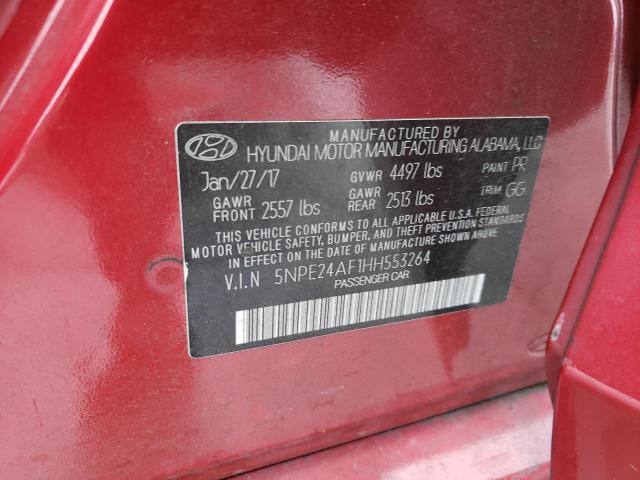 MANUFACTURED BY
HYUNDAI MOTOR MANUFACTURING ALABAMA, LLC
Jan/27/17 GVWR 4497 lbs PAINT PR
GAWR FRONT 2557 lbs GAWR REAR 2513 lbs TRIM GG
THIS VEHICLE CONFORMS TO ALL APPLICABLE U.S.A. FEDERAL
MOTOR VEHICLE SAFETY, BUMPER, AND THEFT PREVENTION STANDARDS
IN EFFECT ON THE DATE OF MANUFACTURE SHOWN ABOVE.
V.I.N 5NPE24AF1HH553264
PASSENGER CAR